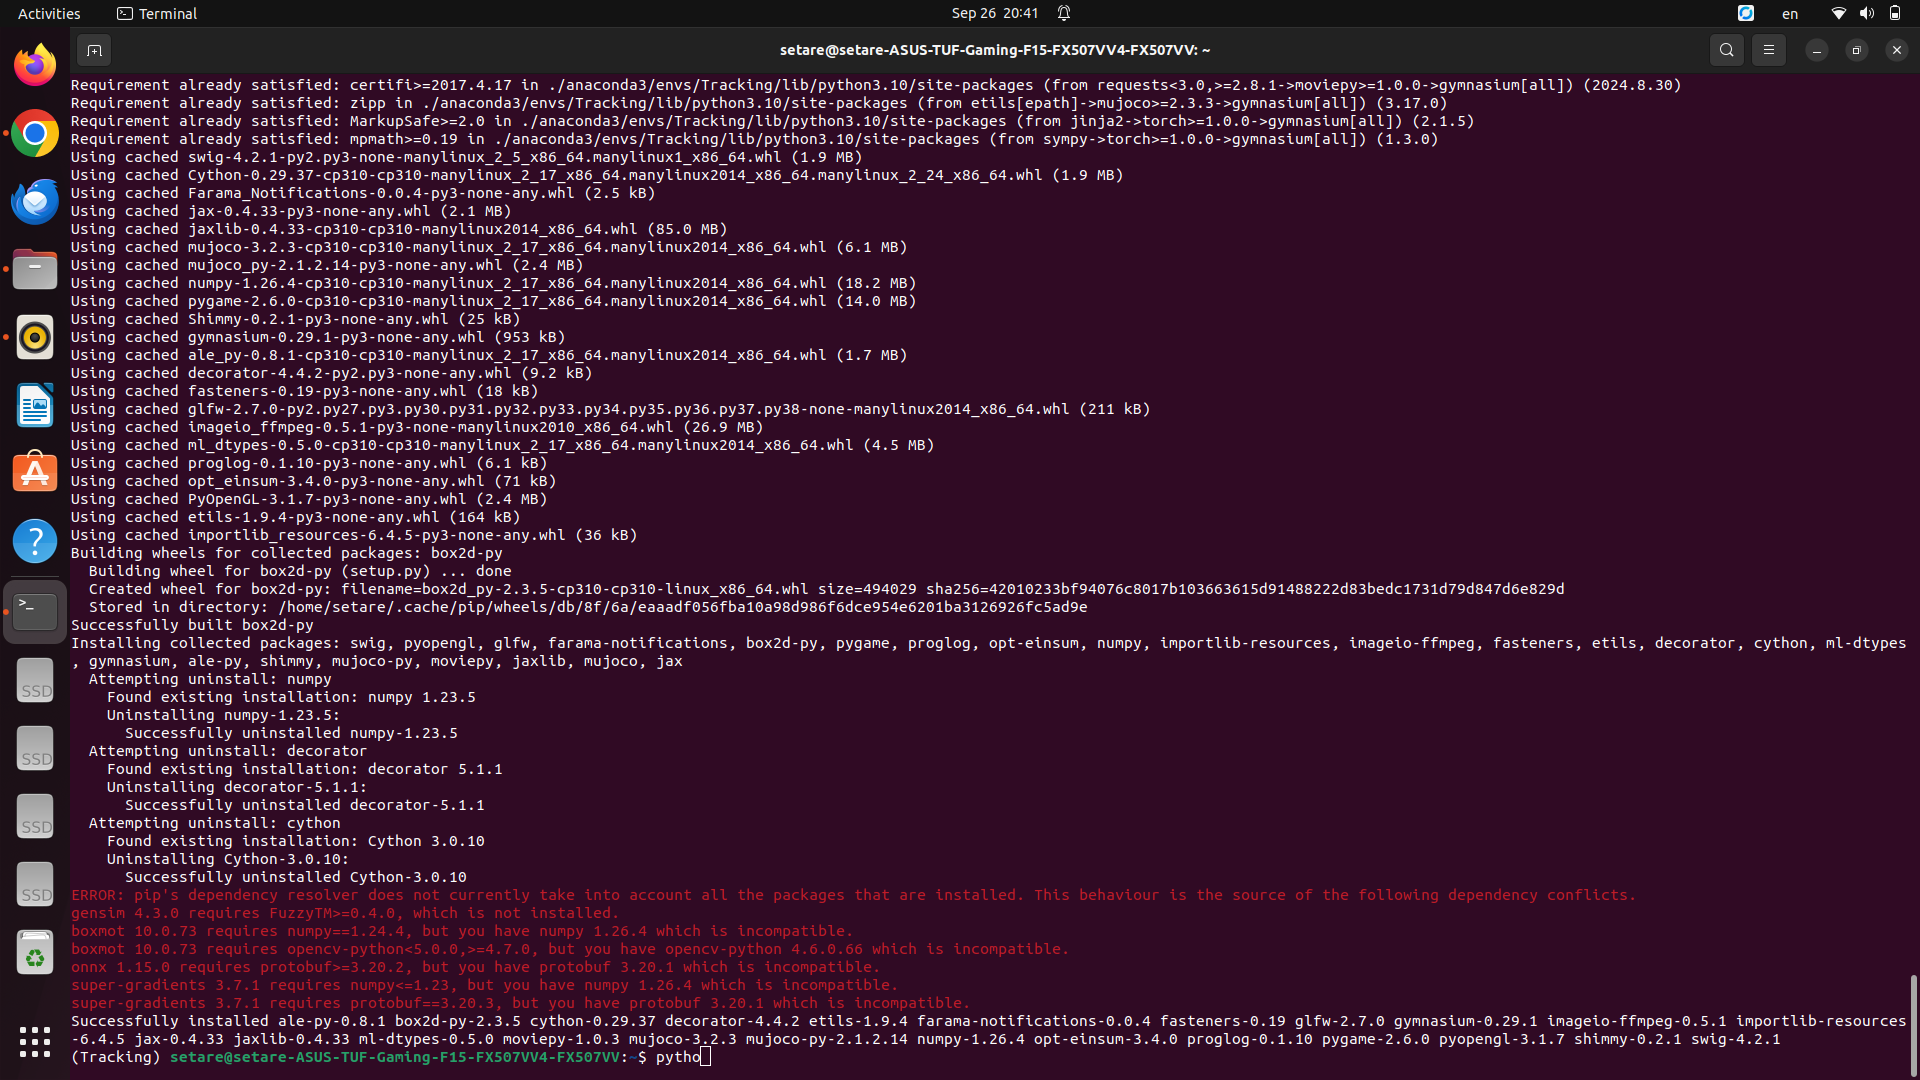 Activities
Terminal
Sep 26 20:41
en
setare@setare-ASUS-TUF-Gaming-F15-FX507VV4-FX507VV: ~
Requirement already satisfied: certifi>=2017.4.17 in ./anaconda3/envs/Tracking/lib/python3.10/site-packages (from requests<3.0,>=2.8.1->moviepy>=1.0.0->gymnasium[all]) (2024.8.30)
Requirement already satisfied: zipp in ./anaconda3/envs/Tracking/lib/python3.10/site-packages (from etils[epath]->mujoco>=2.3.3->gymnasium[all]) (3.17.0)
Requirement already satisfied: MarkupSafe>=2.0 in ./anaconda3/envs/Tracking/lib/python3.10/site-packages (from jinja2->torch>=1.0.0->gymnasium[all]) (2.1.5)
Requirement already satisfied: mpmath>=0.19 in ./anaconda3/envs/Tracking/lib/python3.10/site-packages (from sympy->torch>=1.0.0->gymnasium[all]) (1.3.0)
Using cached swig-4.2.1-py2.py3-none-manylinux_2_5_x86_64.manylinux1_x86_64.whl (1.9 MB)
Using cached Cython-0.29.37-cp310-cp310-manylinux_2_17_x86_64.manylinux2014_x86_64.manylinux_2_24_x86_64.whl (1.9 MB)
Using cached Farama_Notifications-0.0.4-py3-none-any.whl (2.5 kB)
Using cached jax-0.4.33-py3-none-any.whl (2.1 MB)
Using cached jaxlib-0.4.33-cp310-cp310-manylinux2014_x86_64.whl (85.0 MB)
Using cached mujoco-3.2.3-cp310-cp310-manylinux_2_17_x86_64.manylinux2014_x86_64.whl (6.1 MB)
Using cached mujoco_py-2.1.2.14-py3-none-any.whl (2.4 MB)
Using cached numpy-1.26.4-cp310-cp310-manylinux_2_17_x86_64.manylinux2014_x86_64.whl (18.2 MB)
Using cached pygame-2.6.0-cp310-cp310-manylinux_2_17_x86_64.manylinux2014_x86_64.whl (14.0 MB)
Using cached Shimmy-0.2.1-py3-none-any.whl (25 kB)
Using cached gymnasium-0.29.1-py3-none-any.whl (953 kB)
Using cached ale_py-0.8.1-cp310-cp310-manylinux_2_17_x86_64.manylinux2014_x86_64.whl (1.7 MB)
Using cached decorator-4.4.2-py2.py3-none-any.whl (9.2 kB)
Using cached fasteners-0.19-py3-none-any.whl (18 kB)
Using cached glfw-2.7.0-py2.py27.py3.py30.py31.py32.py33.py34.py35.py36.py37.py38-none-manylinux2014_x86_64.whl (211 kB)
Using cached imageio_ffmpeg-0.5.1-py3-none-manylinux2010_x86_64.whl (26.9 MB)
Using cached ml_dtypes-0.5.0-cp310-cp310-manylinux_2_17_x86_64.manylinux2014_x86_64.whl (4.5 MB)
Using cached proglog-0.1.10-py3-none-any.whl (6.1 kB)
Using cached opt_einsum-3.4.0-py3-none-any.whl (71 kB)
Using cached PyOpenGL-3.1.7-py3-none-any.whl (2.4 MB)
Using cached etils-1.9.4-py3-none-any.whl (164 kB)
Using cached importlib_resources-6.4.5-py3-none-any.whl (36 kB)
Building wheels for collected packages: box2d-py
Building wheel for box2d-py (setup.py) ... done
Created wheel for box2d-py: filename=box2d_py-2.3.5-cp310-cp310-linux_x86_64.whl size=494029 sha256=42010233bf94076c8017b103663615d91488222d83bedc1731d79d847d6e829d
Stored in directory: /home/setare/.cache/pip/wheels/db/8f/6a/eaaadf056fba10a98d986f6dce954e6201ba3126926fc5ad9e
Successfully built box2d-py
Installing collected packages: swig, pyopengl, glfw, farama-notifications, box2d-py, pygame, proglog, opt-einsum, numpy, importlib-resources, imageio-ffmpeg, fasteners, etils, decorator, cython, ml-dtypes
, gymnasium, ale-py, shimmy, mujoco-py, moviepy, jaxlib, mujoco, jax
Attempting uninstall: numpy
Found existing installation: numpy 1.23.5
Uninstalling numpy-1.23.5:
Successfully uninstalled numpy-1.23.5
Attempting uninstall: decorator
Found existing installation: decorator 5.1.1
Uninstalling decorator-5.1.1:
Successfully uninstalled decorator-5.1.1
Attempting uninstall: cython
Found existing installation: Cython 3.0.10
Uninstalling Cython-3.0.10:
Successfully uninstalled Cython-3.0.10
ERROR: pip's dependency resolver does not currently take into account all the packages that are installed. This behaviour is the source of the following dependency conflicts.
gensim 4.3.0 requires FuzzyTM>=0.4.0, which is not installed.
boxmot 10.0.73 requires numpy==1.24.4, but you have numpy 1.26.4 which is incompatible.
boxmot 10.0.73 requires opencv-python<5.0.0,>=4.7.0, but you have opencv-python 4.6.0.66 which is incompatible.
onnx 1.15.0 requires protobuf>=3.20.2, but you have protobuf 3.20.1 which is incompatible.
super-gradients 3.7.1 requires numpy<=1.23, but you have numpy 1.26.4 which is incompatible.
super-gradients 3.7.1 requires protobuf==3.20.3, but you have protobuf 3.20.1 which is incompatible.
Successfully installed ale-py-0.8.1 box2d-py-2.3.5 cython-0.29.37 decorator-4.4.2 etils-1.9.4 farama-notifications-0.0.4 fasteners-0.19 glfw-2.7.0 gymnasium-0.29.1 imageio-ffmpeg-0.5.1 importlib-resources
-6.4.5 jax-0.4.33 jaxlib-0.4.33 ml-dtypes-0.5.0 moviepy-1.0.3 mujoco-3.2.3 mujoco-py-2.1.2.14 numpy-1.26.4 opt-einsum-3.4.0 proglog-0.1.10 pygame-2.6.0 pyopengl-3.1.7 shimmy-0.2.1 swig-4.2.1
(Tracking) setare@setare-ASUS-TUF-Gaming-F15-FX507VV4-FX507VV:~$ pytho
SSD
SSD
SSD
SSD